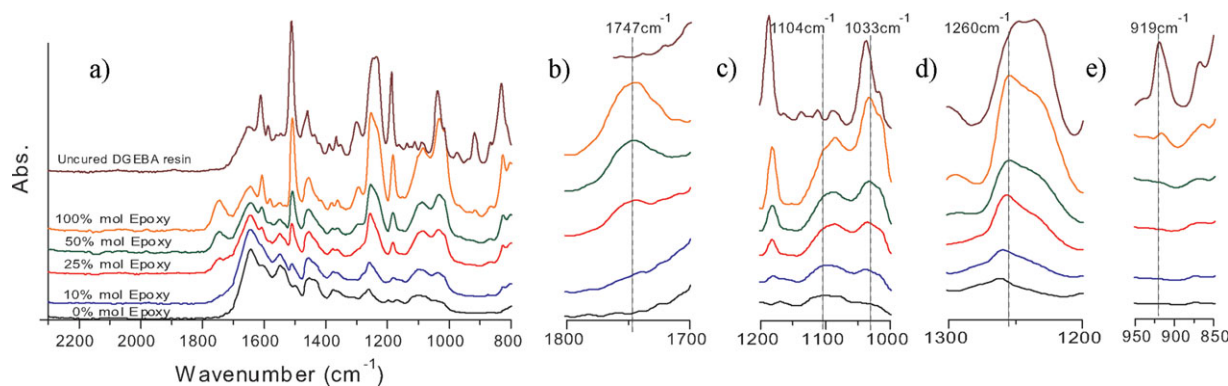 1747cm-1
1104cm-1
1033cm-1
1260cm-1
919cm-1
a)
b)
c)
d)
e)
Abs.
Uncured DGEBA resin
100% mol Epoxy
50% mol Epoxy
25% mol Epoxy
10% mol Epoxy
0% mol Epoxy
2200 2000 1800 1600 1400 1200 1000 800
1800 1700
1200 1100 1000
1300 1200
950 900 850
Wavenumber (cm-1)